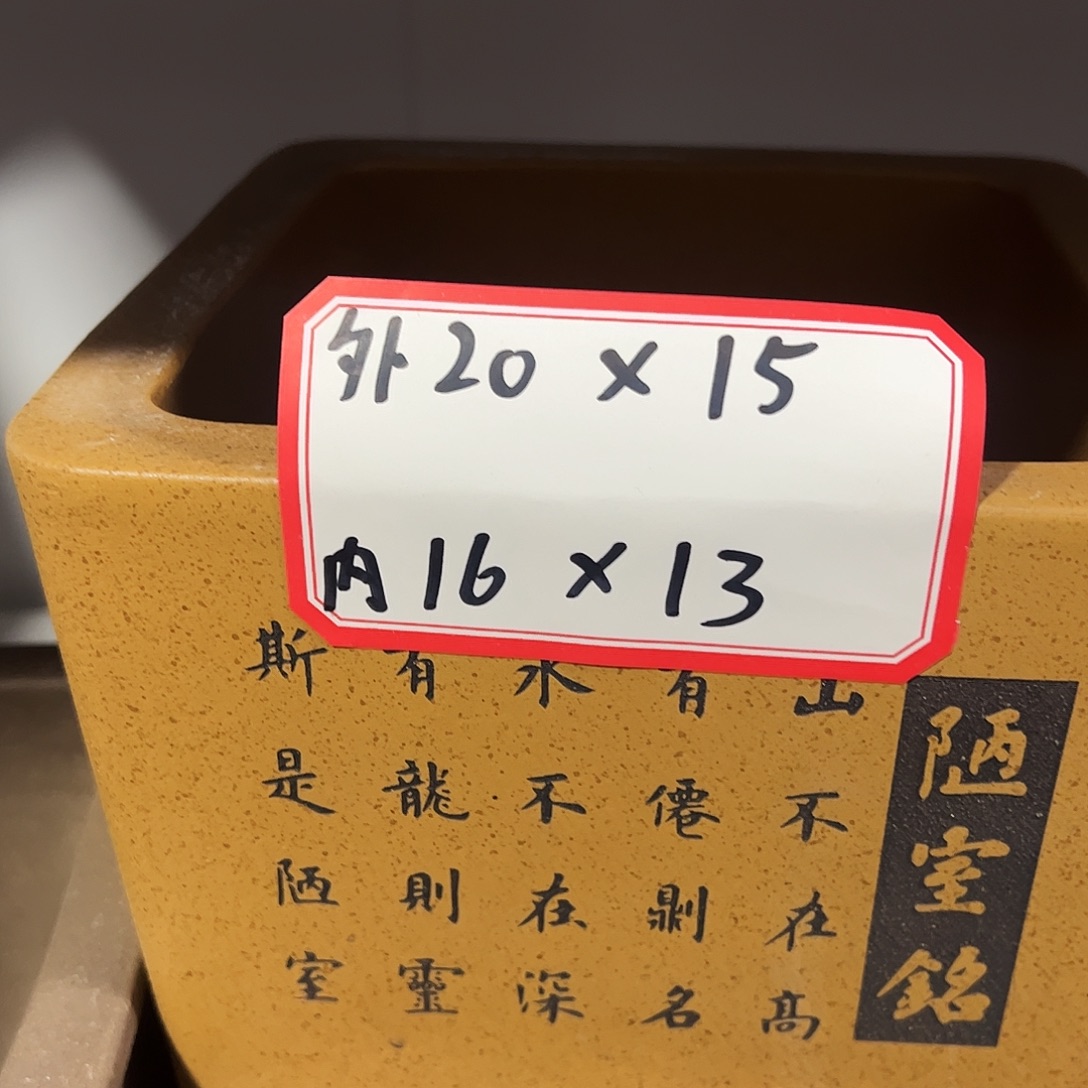 外20×15
内16×13
陋室銘
山不在高
有僊則名
水不在深
有龍則靈
斯是陋室